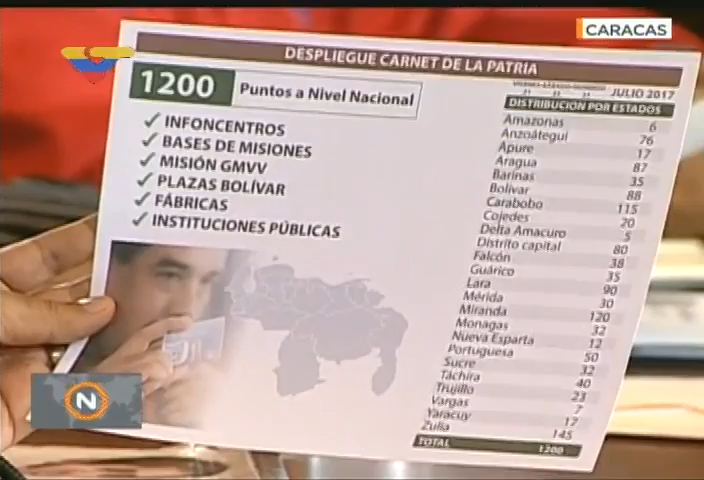 CARACAS
DESPLIEGUE CARNET DE LA PATRIA
1200 Puntos a Nivel Nacional
INFONCENTROS
BASES DE MISIONES
MISIÓN GMVV
PLAZAS BOLÍVAR
FÁBRICAS
INSTITUCIONES PÚBLICAS
JULIO 2017
DISTRIBUCIÓN POR ESTADOS
Amazonas 6
Anzoátegui 76
Apure 17
Aragua 87
Barinas 35
Bolívar 88
Carabobo 115
Cojedes 20
Delta Amacuro 5
Distrito capital 80
Falcón 38
Guárico 35
Lara 90
Mérida 30
Miranda 120
Monagas 32
Nueva Esparta 12
Portuguesa 50
Sucre 32
Táchira 40
Trujillo 23
Vargas 7
Yaracuy 17
Zulia 145
TOTAL 1200
N